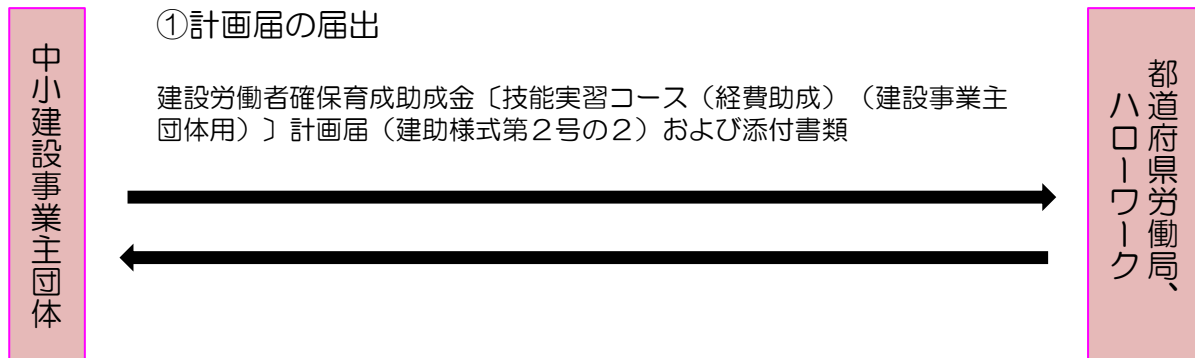 中小建設事業主団体
①計画届の届出
建設労働者確保育成助成金〔技能実習コース（経費助成）（建設事業主
団体用）〕計画届（建助様式第２号の２）および添付書類
都道府県労働局、
ハローワーク